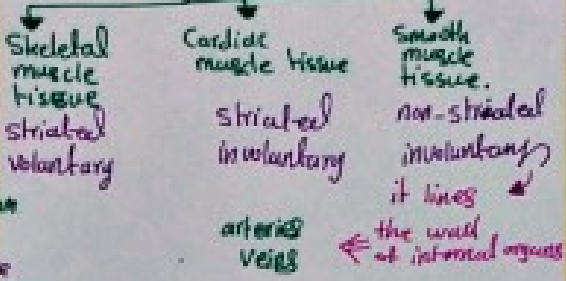 Skeletal
muscle
tissue
striated
voluntary
Cardiac
muscle tissue
striated
involuntary
arteries
veins
Smooth
muscle
tissue.
non-striated
involuntary
it lines
the wall
of internal organs